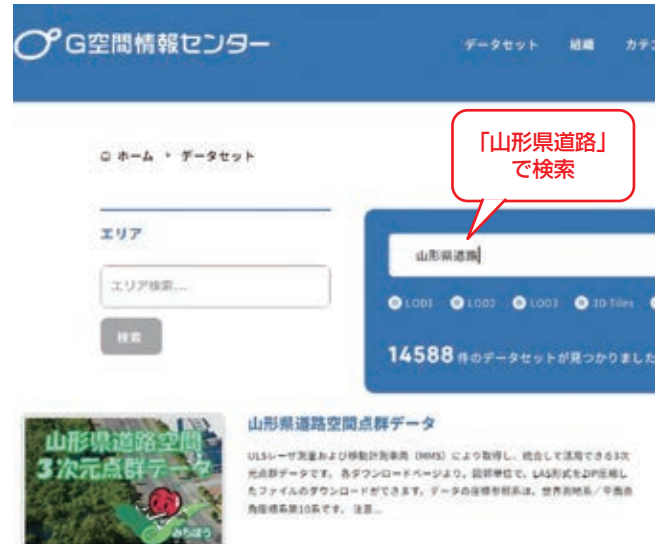 G空間情報センター
データセット 組織 カテゴ
ホーム › データセット
「山形県道路」
で検索
エリア
山形県道路
エリア検索....
LOD1 LOD2 LOD3 3D Tiles
検索
14588 件のデータセットが見つかりました
山形県道路空間点群データ
山形県道路空間
3次元点群データ
みちぽう
ULSレーザ測量および移動計測車両（MMS）により取得し、統合して活用できる3次
元点群データです。各ダウンロードページより、図郭単位で、LAS形式をZIP圧縮し
たファイルのダウンロードができます。データの座標参照系は、世界測地系／平面直
角座標系第10系です。 注意...